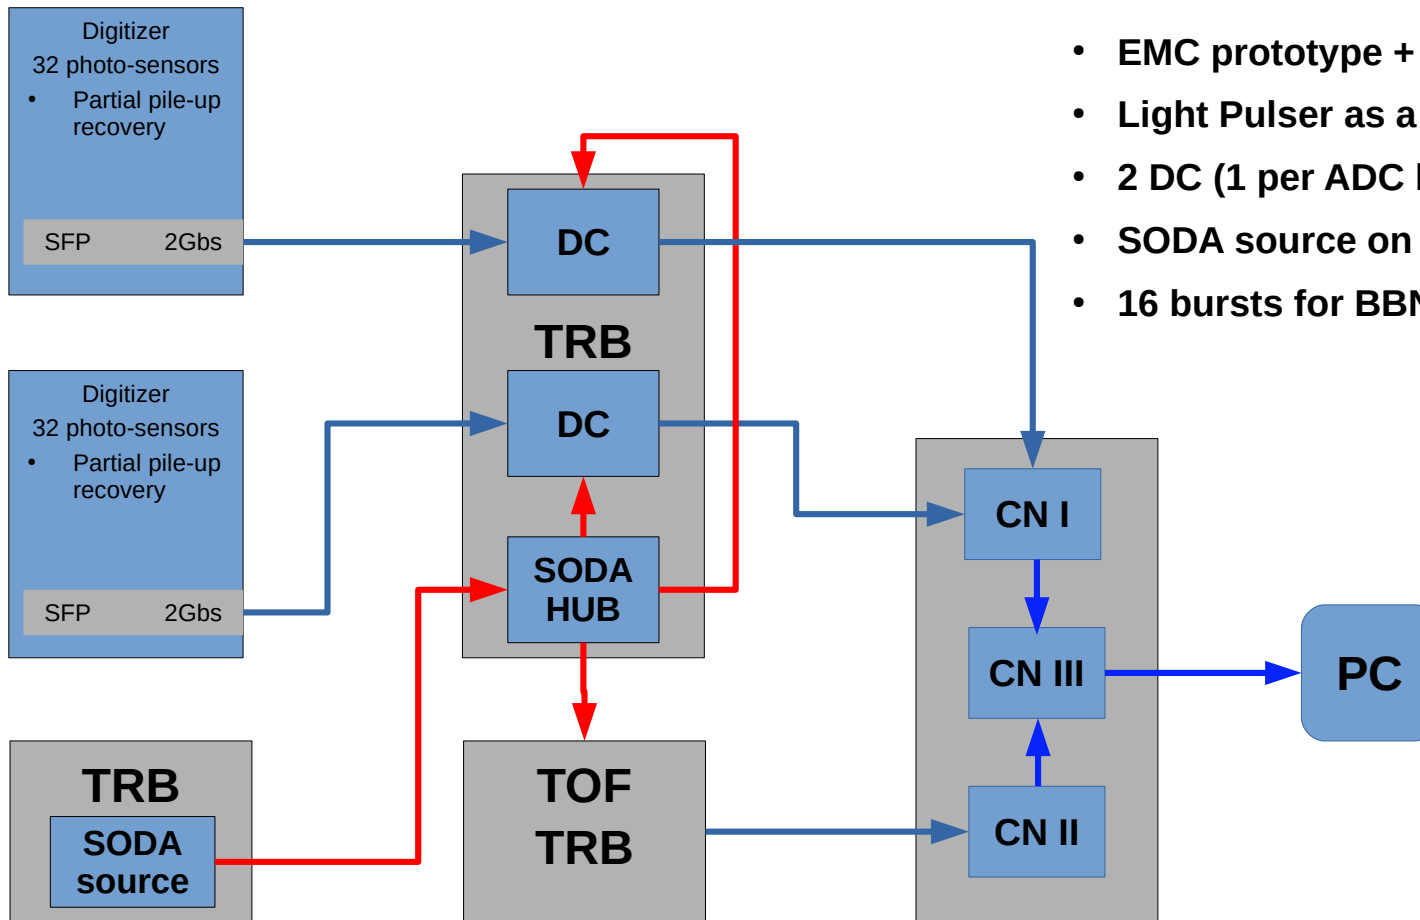 Digitizer
32 photo-sensors
• Partial pile-up
recovery
SFP 2Gbs
Digitizer
32 photo-sensors
• Partial pile-up
recovery
SFP 2Gbs
TRB
SODA
source
DC
TRB
DC
SODA
HUB
TOF
TRB
CN I
CN III
CN II
PC
• EMC prototype +
• Light Pulser as a
• 2 DC (1 per ADC
• SODA source on
• 16 bursts for